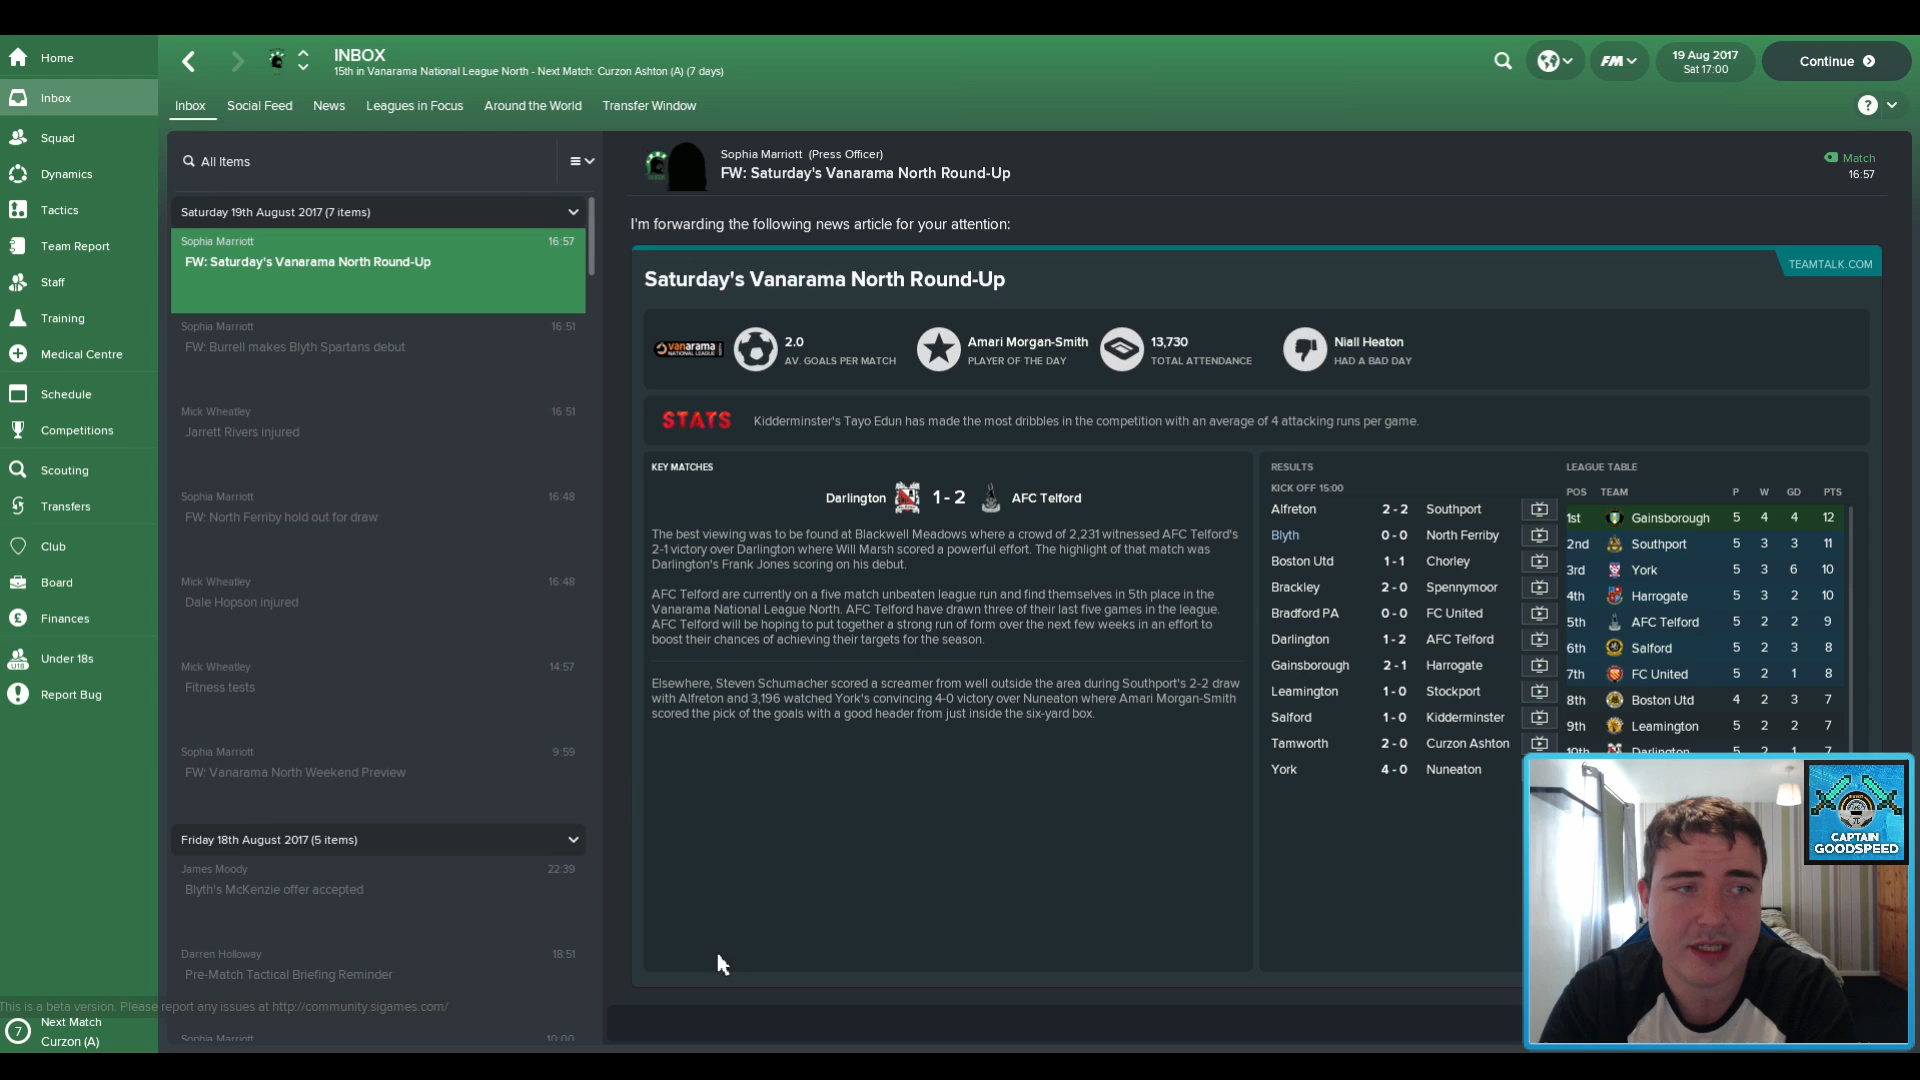 Home
Inbox
Squad
Dynamics
Tactics
Team Report
Staff
Training
Medical Centre
Schedule
Competitions
Scouting
Transfers
Club
Board
Finances
Under 18s
Report Bug
Next Match
7
Curzon (A)
INBOX
15th in Vanarama National League North - Next Match: Curzon Ashton (A) (7 days)
FM
19 Aug 2017
Sat 17:00
Continue
Inbox Social Feed News Leagues in Focus Around the World Transfer Window
?
All Items
Saturday 19th August 2017 (7 items)
Sophia Marriott 16:57
FW: Saturday's Vanarama North Round-Up
Sophia Marriott 16:51
FW: Burrell makes Blyth Spartans debut
Mick Wheatley 16:51
Jarrett Rivers injured
Sophia Marriott 16:48
FW: North Ferriby hold out for draw
Mick Wheatley 16:48
Dale Hopson injured
Mick Wheatley 14:57
Fitness tests
Sophia Marriott 9:59
FW: Vanarama North Weekend Preview
Friday 18th August 2017 (5 items)
James Moody 22:39
Blyth's McKenzie offer accepted
Darren Holloway 18:51
Pre-Match Tactical Briefing Reminder
This is a beta version. Please report any issues at http://community.sigames.com/
Sophia Marriott 10:00
Sophia Marriott (Press Officer)
FW: Saturday's Vanarama North Round-Up
Match
16:57
I'm forwarding the following news article for your attention:
TEAMTALK.COM
Saturday's Vanarama North Round-Up
vanarama
NATIONAL LEAGUE
2.0
AV. GOALS PER MATCH
Amari Morgan-Smith
PLAYER OF THE DAY
13,730
TOTAL ATTENDANCE
Niall Heaton
HAD A BAD DAY
STATS
Kidderminster's Tayo Edun has made the most dribbles in the competition with an average of 4 attacking runs per game.
KEY MATCHES
Darlington 1 - 2 AFC Telford
The best viewing was to be found at Blackwell Meadows where a crowd of 2,231 witnessed AFC Telford's
2-1 victory over Darlington where Will Marsh scored a powerful effort. The highlight of that match was
Darlington's Frank Jones scoring on his debut.
AFC Telford are currently on a five match unbeaten league run and find themselves in 5th place in the
Vanarama National League North. AFC Telford have drawn three of their last five games in the league.
AFC Telford will be hoping to put together a strong run of form over the next few weeks in an effort to
boost their chances of achieving their targets for the season.
Elsewhere, Steven Schumacher scored a screamer from well outside the area during Southport's 2-2 draw
with Alfreton and 3,196 watched York's convincing 4-0 victory over Nuneaton where Amari Morgan-Smith
scored the pick of the goals with a good header from just inside the six-yard box.
RESULTS
KICK OFF 15:00
Alfreton 2 - 2 Southport
Blyth 0 - 0 North Ferriby
Boston Utd 1 - 1 Chorley
Brackley 2 - 0 Spennymoor
Bradford PA 0 - 0 FC United
Darlington 1 - 2 AFC Telford
Gainsborough 2 - 1 Harrogate
Leamington 1 - 0 Stockport
Salford 1 - 0 Kidderminster
Tamworth 2 - 0 Curzon Ashton
York 4 - 0 Nuneaton
LEAGUE TABLE
POS TEAM P W GD PTS
1st Gainsborough 5 4 4 12
2nd Southport 5 3 3 11
3rd York 5 3 6 10
4th Harrogate 5 3 2 10
5th AFC Telford 5 2 2 9
6th Salford 5 2 3 8
7th FC United 5 2 1 8
8th Boston Utd 4 2 3 7
9th Leamington 5 2 2 7
10th Darlington 5 2 1 7
CAPTAIN
GOODSPEED